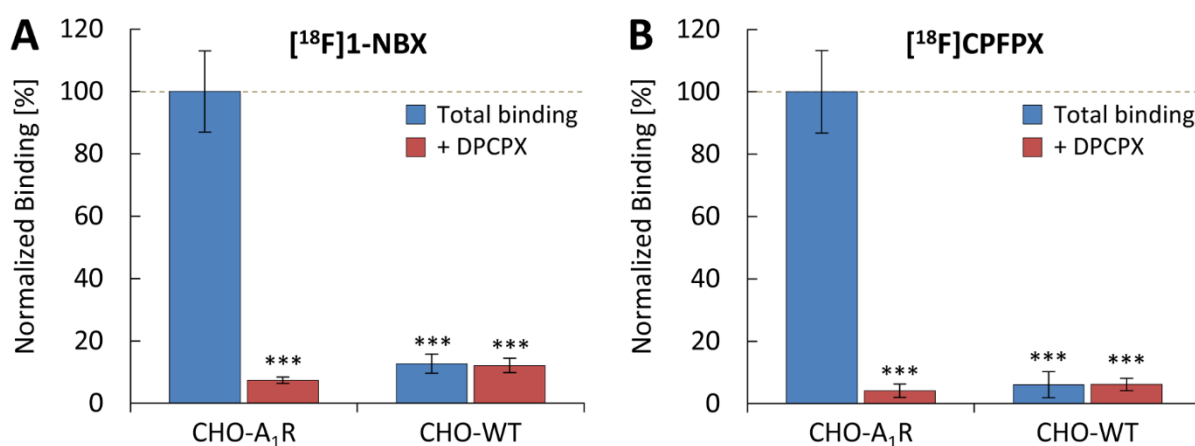 A
[¹⁸F]1-NBX
Normalized Binding [%]
120
100
80
60
40
20
0
Total binding
+ DPCPX
***
***
***
CHO-A₁R
CHO-WT
B
[¹⁸F]CPFPX
Normalized Binding [%]
120
100
80
60
40
20
0
Total binding
+ DPCPX
***
***
***
CHO-A₁R
CHO-WT